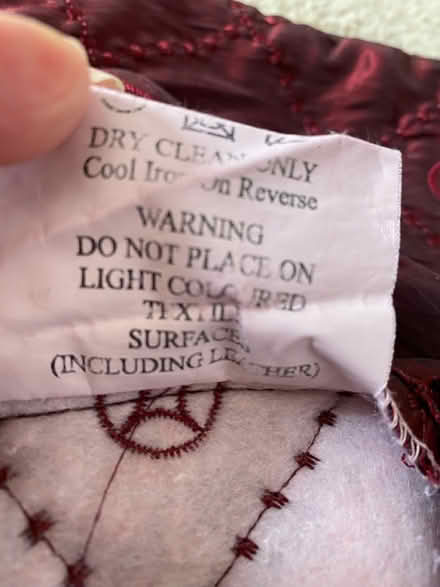 DRY CLEAN ONLY
Cool Iron On Reverse
WARNING
DO NOT PLACE ON
LIGHT COLOURED
TEXTILE
SURFACES
(INCLUDING LEATHER)